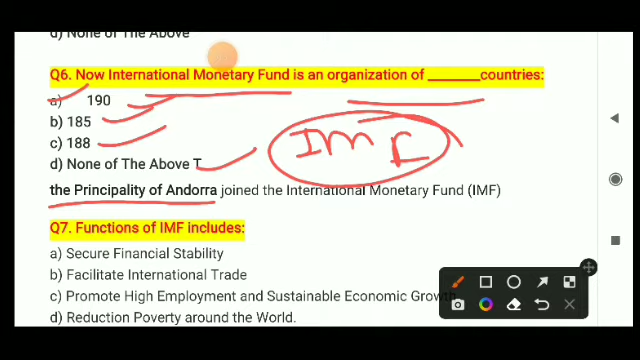 d) None of The Above
Q6. Now International Monetary Fund is an organization of _______countries:
a) 190
b) 185
c) 188
d) None of The Above T
IMF
the Principality of Andorra joined the International Monetary Fund (IMF)
Q7. Functions of IMF includes:
a) Secure Financial Stability
b) Facilitate International Trade
c) Promote High Employment and Sustainable Economic Growth
d) Reduction Poverty around the World.